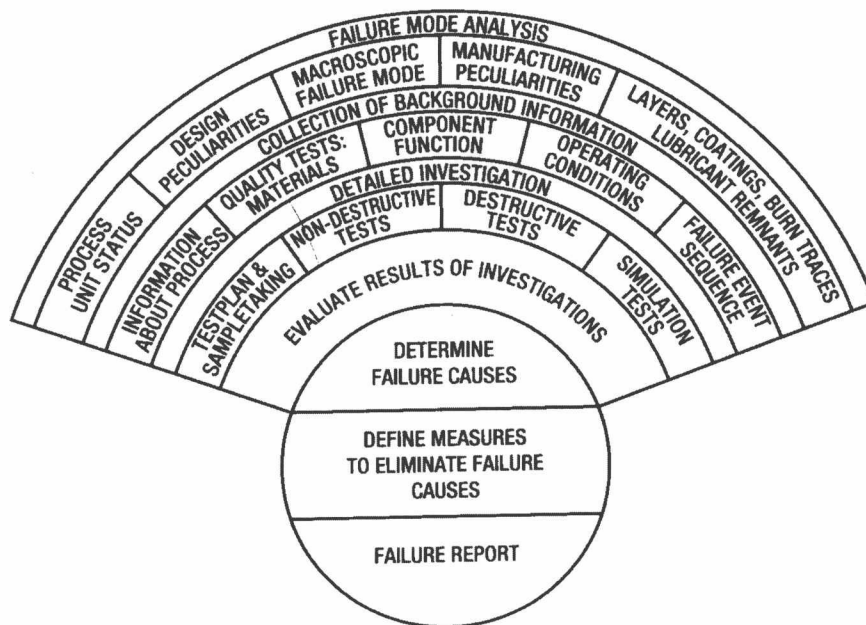 FAILURE MODE ANALYSIS
PROCESS
UNIT STATUS
DESIGN
PECULIARITIES
MACROSCOPIC
FAILURE MODE
MANUFACTURING
PECULIARITIES
LAYERS, COATINGS, BURN TRACES
LUBRICANT REMNANTS
COLLECTION OF BACKGROUND INFORMATION
INFORMATION
ABOUT PROCESS
QUALITY TESTS:
MATERIALS
COMPONENT
FUNCTION
OPERATING
CONDITIONS
FAILURE EVENT
SEQUENCE
DETAILED INVESTIGATION
TESTPLAN &
SAMPLETAKING
NON-DESTRUCTIVE
TESTS
DESTRUCTIVE
TESTS
SIMULATION
TESTS
EVALUATE RESULTS OF INVESTIGATIONS
DETERMINE
FAILURE CAUSES
DEFINE MEASURES
TO ELIMINATE FAILURE
CAUSES
FAILURE REPORT